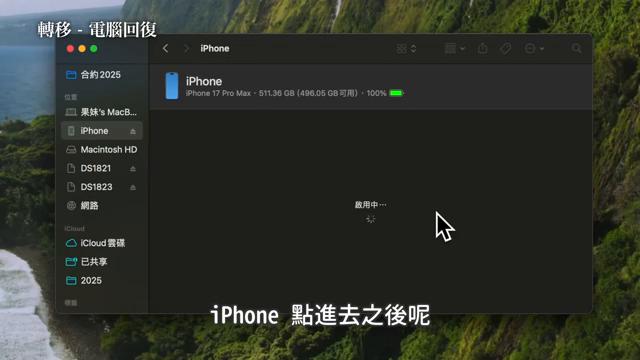 轉移 - 電腦回復
iPhone
合約2025
位置
果妹's MacB...
iPhone
Macintosh HD
DS1821
DS1823
網路
iCloud
iCloud雲碟
已共享
2025
標籤
iPhone
iPhone 17 Pro Max・511.36 GB (496.05 GB可用)・100%
啟用中⋯
iPhone 點進去之後呢